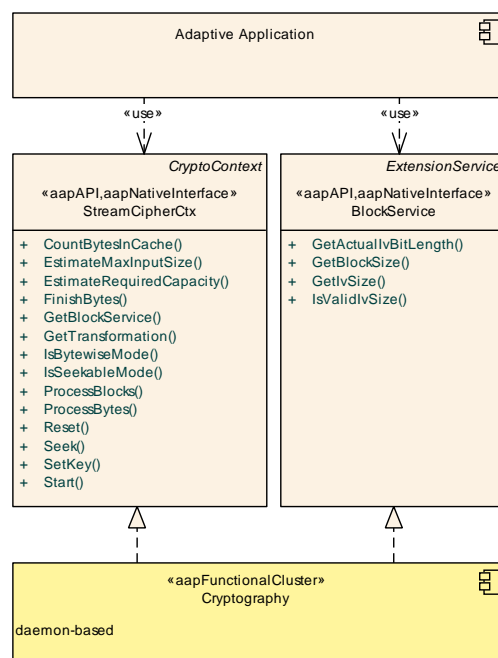 Adaptive Application
«use»
«use»
CryptoContext
«aapAPI,aapNativeInterface»
StreamCipherCtx
+ CountBytesInCache()
+ EstimateMaxInputSize()
+ EstimateRequiredCapacity()
+ FinishBytes()
+ GetBlockService()
+ GetTransformation()
+ IsBytewiseMode()
+ IsSeekableMode()
+ ProcessBlocks()
+ ProcessBytes()
+ Reset()
+ Seek()
+ SetKey()
+ Start()
ExtensionService
«aapAPI,aapNativeInterface»
BlockService
+ GetActualIvBitLength()
+ GetBlockSize()
+ GetIvSize()
+ IsValidIvSize()
«aapFunctionalCluster»
Cryptography
daemon-based